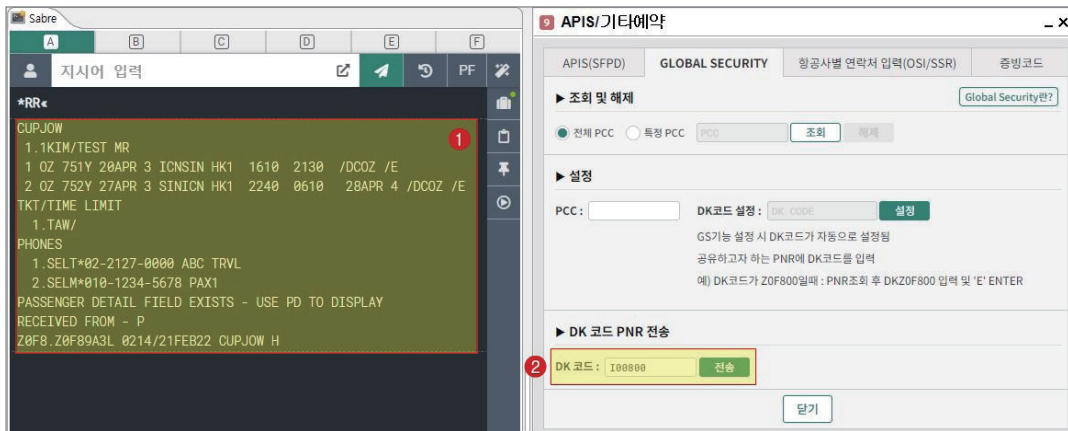 Sabre
A B C D E F
지시어 입력 PF
*RR«
CUPJOW
1.1KIM/TEST MR
1 OZ 751Y 20APR 3 ICNSIN HK1 1610 2130 /DCOZ /E
2 OZ 752Y 27APR 3 SINICN HK1 2240 0610 28APR 4 /DCOZ /E
TKT/TIME LIMIT
1.TAW/
PHONES
1.SELT*02-2127-0000 ABC TRVL
2.SELM*010-1234-5678 PAX1
PASSENGER DETAIL FIELD EXISTS - USE PD TO DISPLAY
RECEIVED FROM - P
Z0F8.Z0F89A3L 0214/21FEB22 CUPJOW H
1
9 APIS/기타예약
APIS(SFPD) GLOBAL SECURITY 항공사별 연락처 입력(OSI/SSR) 증빙코드
▶ 조회 및 해제 Global Security란?
전체 PCC 특정 PCC PCC 조회 해제
▶ 설정
PCC : DK코드 설정 : DK CODE 설정
GS기능 설정 시 DK코드가 자동으로 설정됨
공유하고자 하는 PNR에 DK코드를 입력
예) DK코드가 Z0F800일때 : PNR조회 후 DKZ0F800 입력 및 'E' ENTER
▶ DK 코드 PNR 전송
2 DK 코드 : I00800 전송
닫기